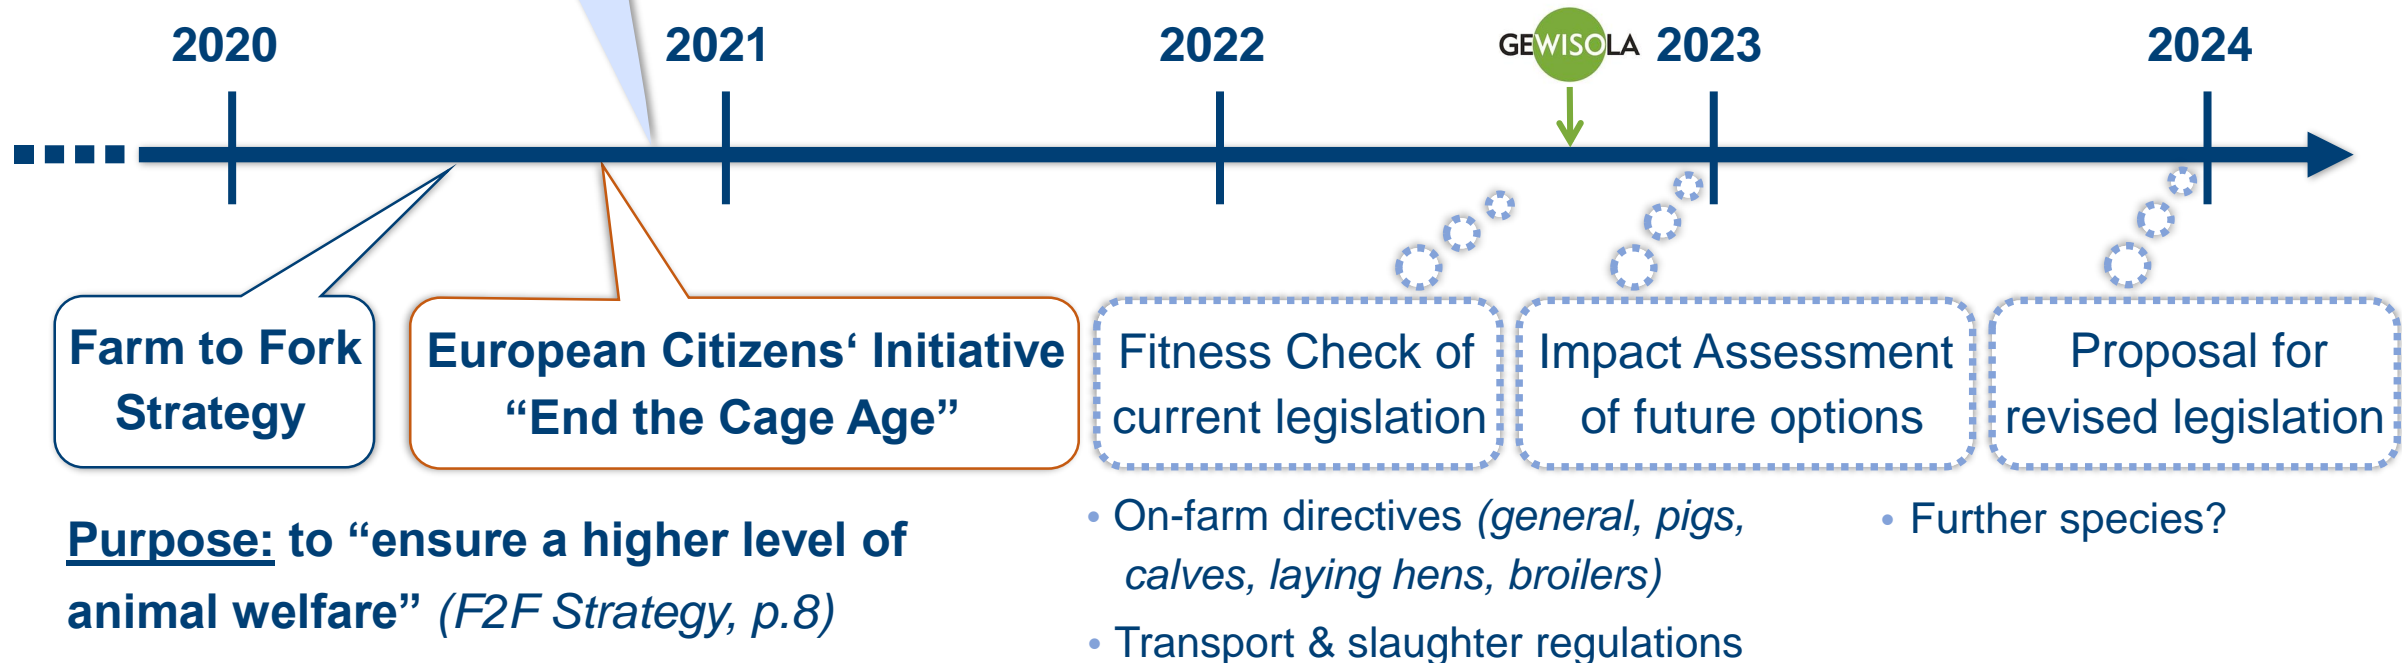 2020
2021
2022
GEWISOLA
2023
2024
Farm to Fork
Strategy
European Citizens‘ Initiative
“End the Cage Age”
Fitness Check of
current legislation
Impact Assessment
of future options
Proposal for
revised legislation
Purpose: to “ensure a higher level of
animal welfare” (F2F Strategy, p.8)
• On-farm directives (general, pigs,
calves, laying hens, broilers)
• Transport & slaughter regulations
• Further species?